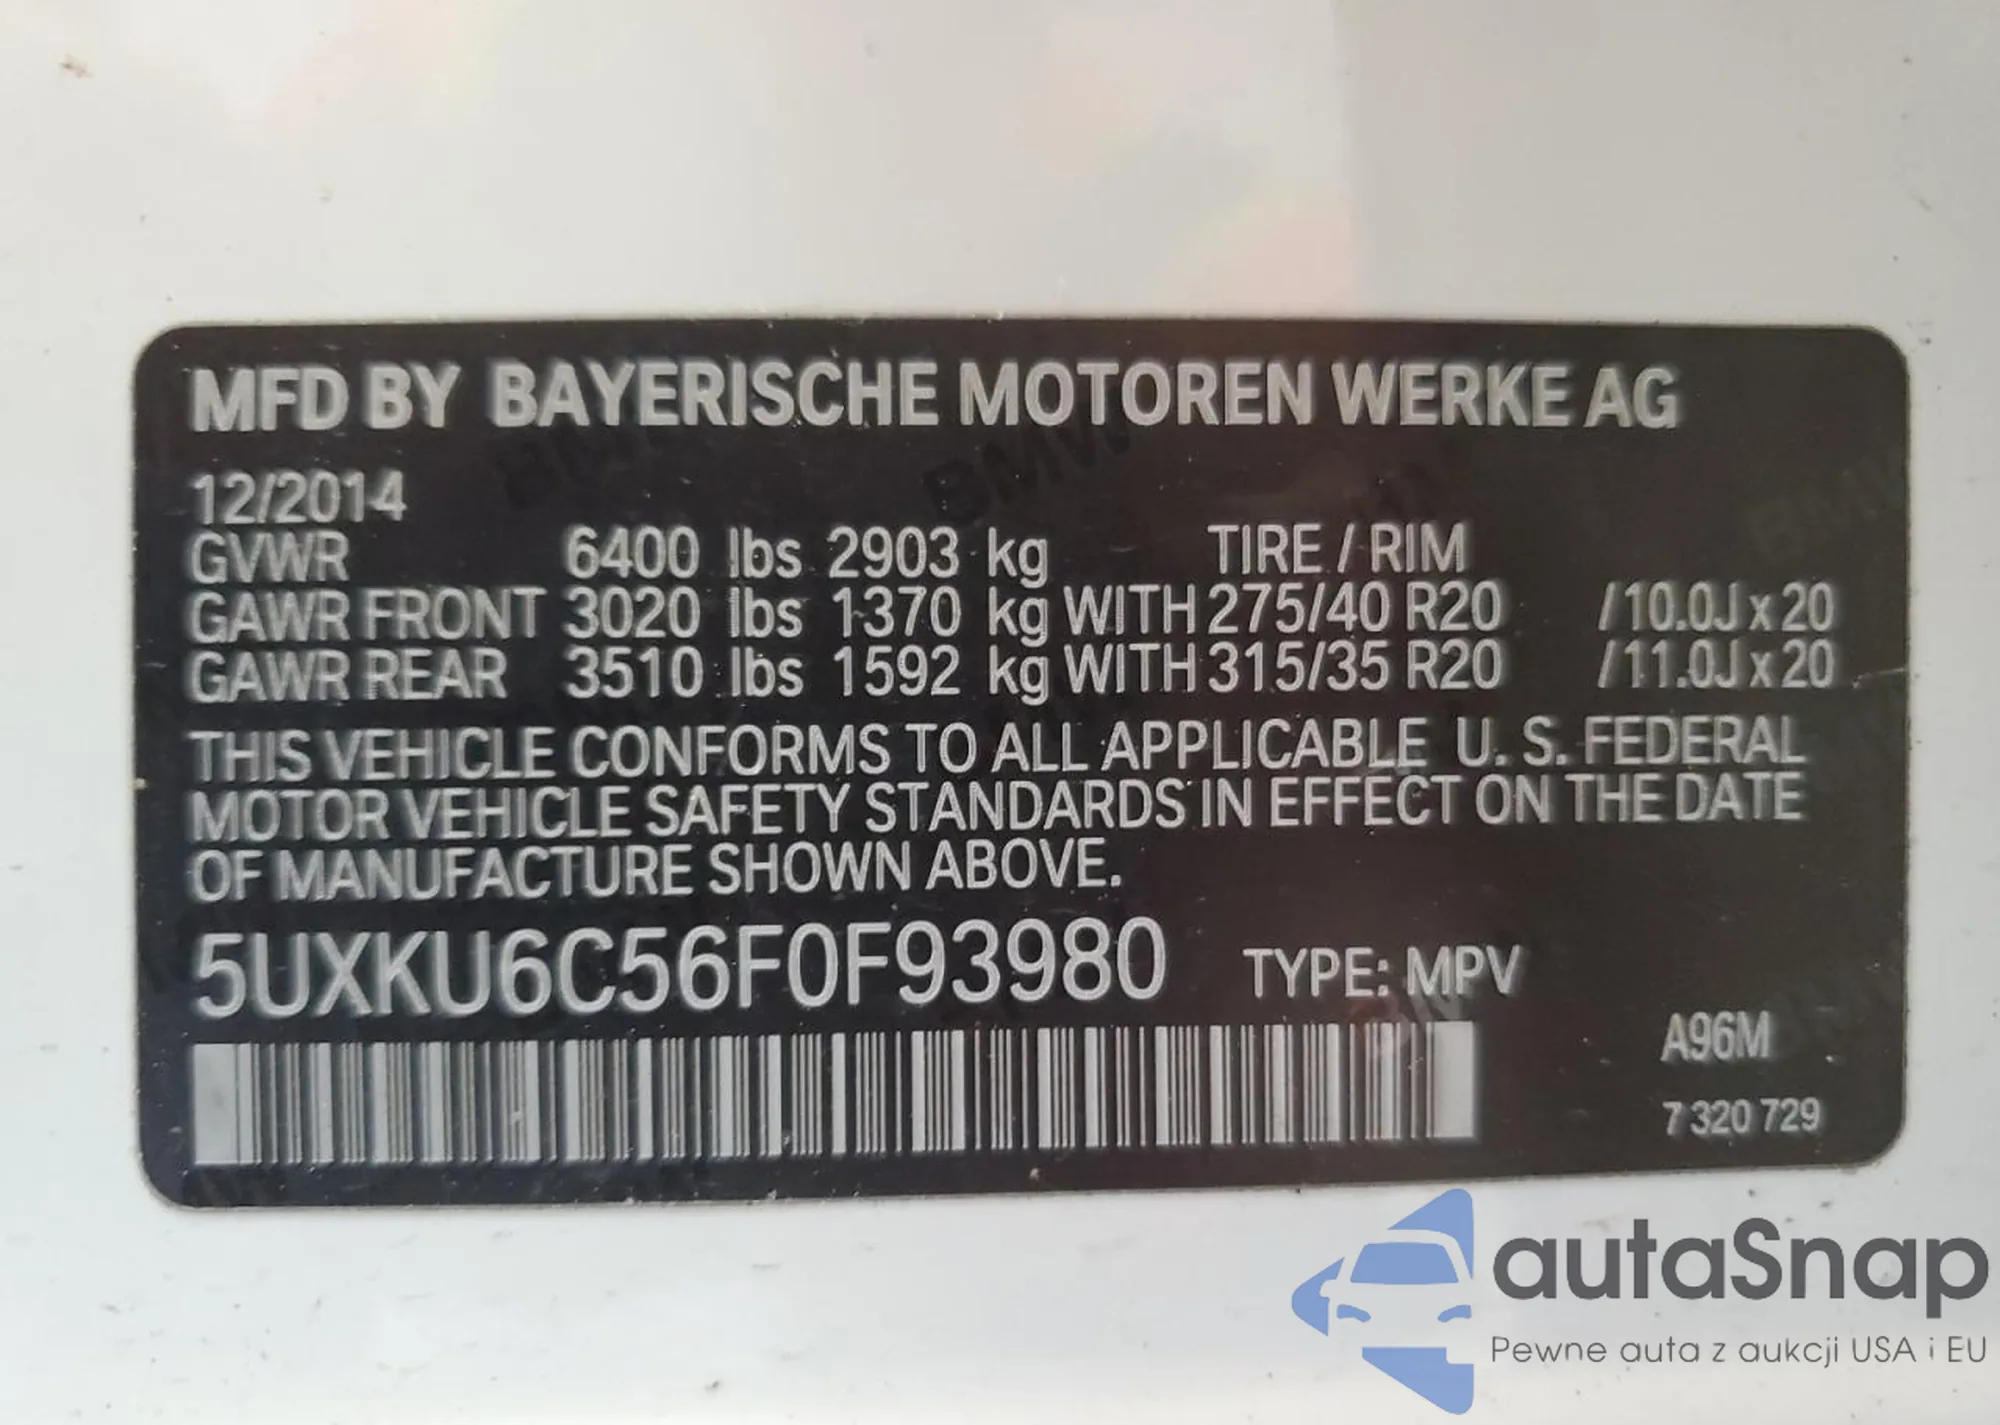 MFD BY BAYERISCHE MOTOREN WERKE AG
12/2014
GVWR 6400 lbs 2903 kg TIRE / RIM
GAWR FRONT 3020 lbs 1370 kg WITH 275/40 R20 / 10.0J x 20
GAWR REAR 3510 lbs 1592 kg WITH 315/35 R20 / 11.0J x 20
THIS VEHICLE CONFORMS TO ALL APPLICABLE U. S. FEDERAL
MOTOR VEHICLE SAFETY STANDARDS IN EFFECT ON THE DATE
OF MANUFACTURE SHOWN ABOVE.
5UXKU6C56F0F93980 TYPE: MPV
A96M
7 320 729
autaSnap
Pewne auta z aukcji USA i EU